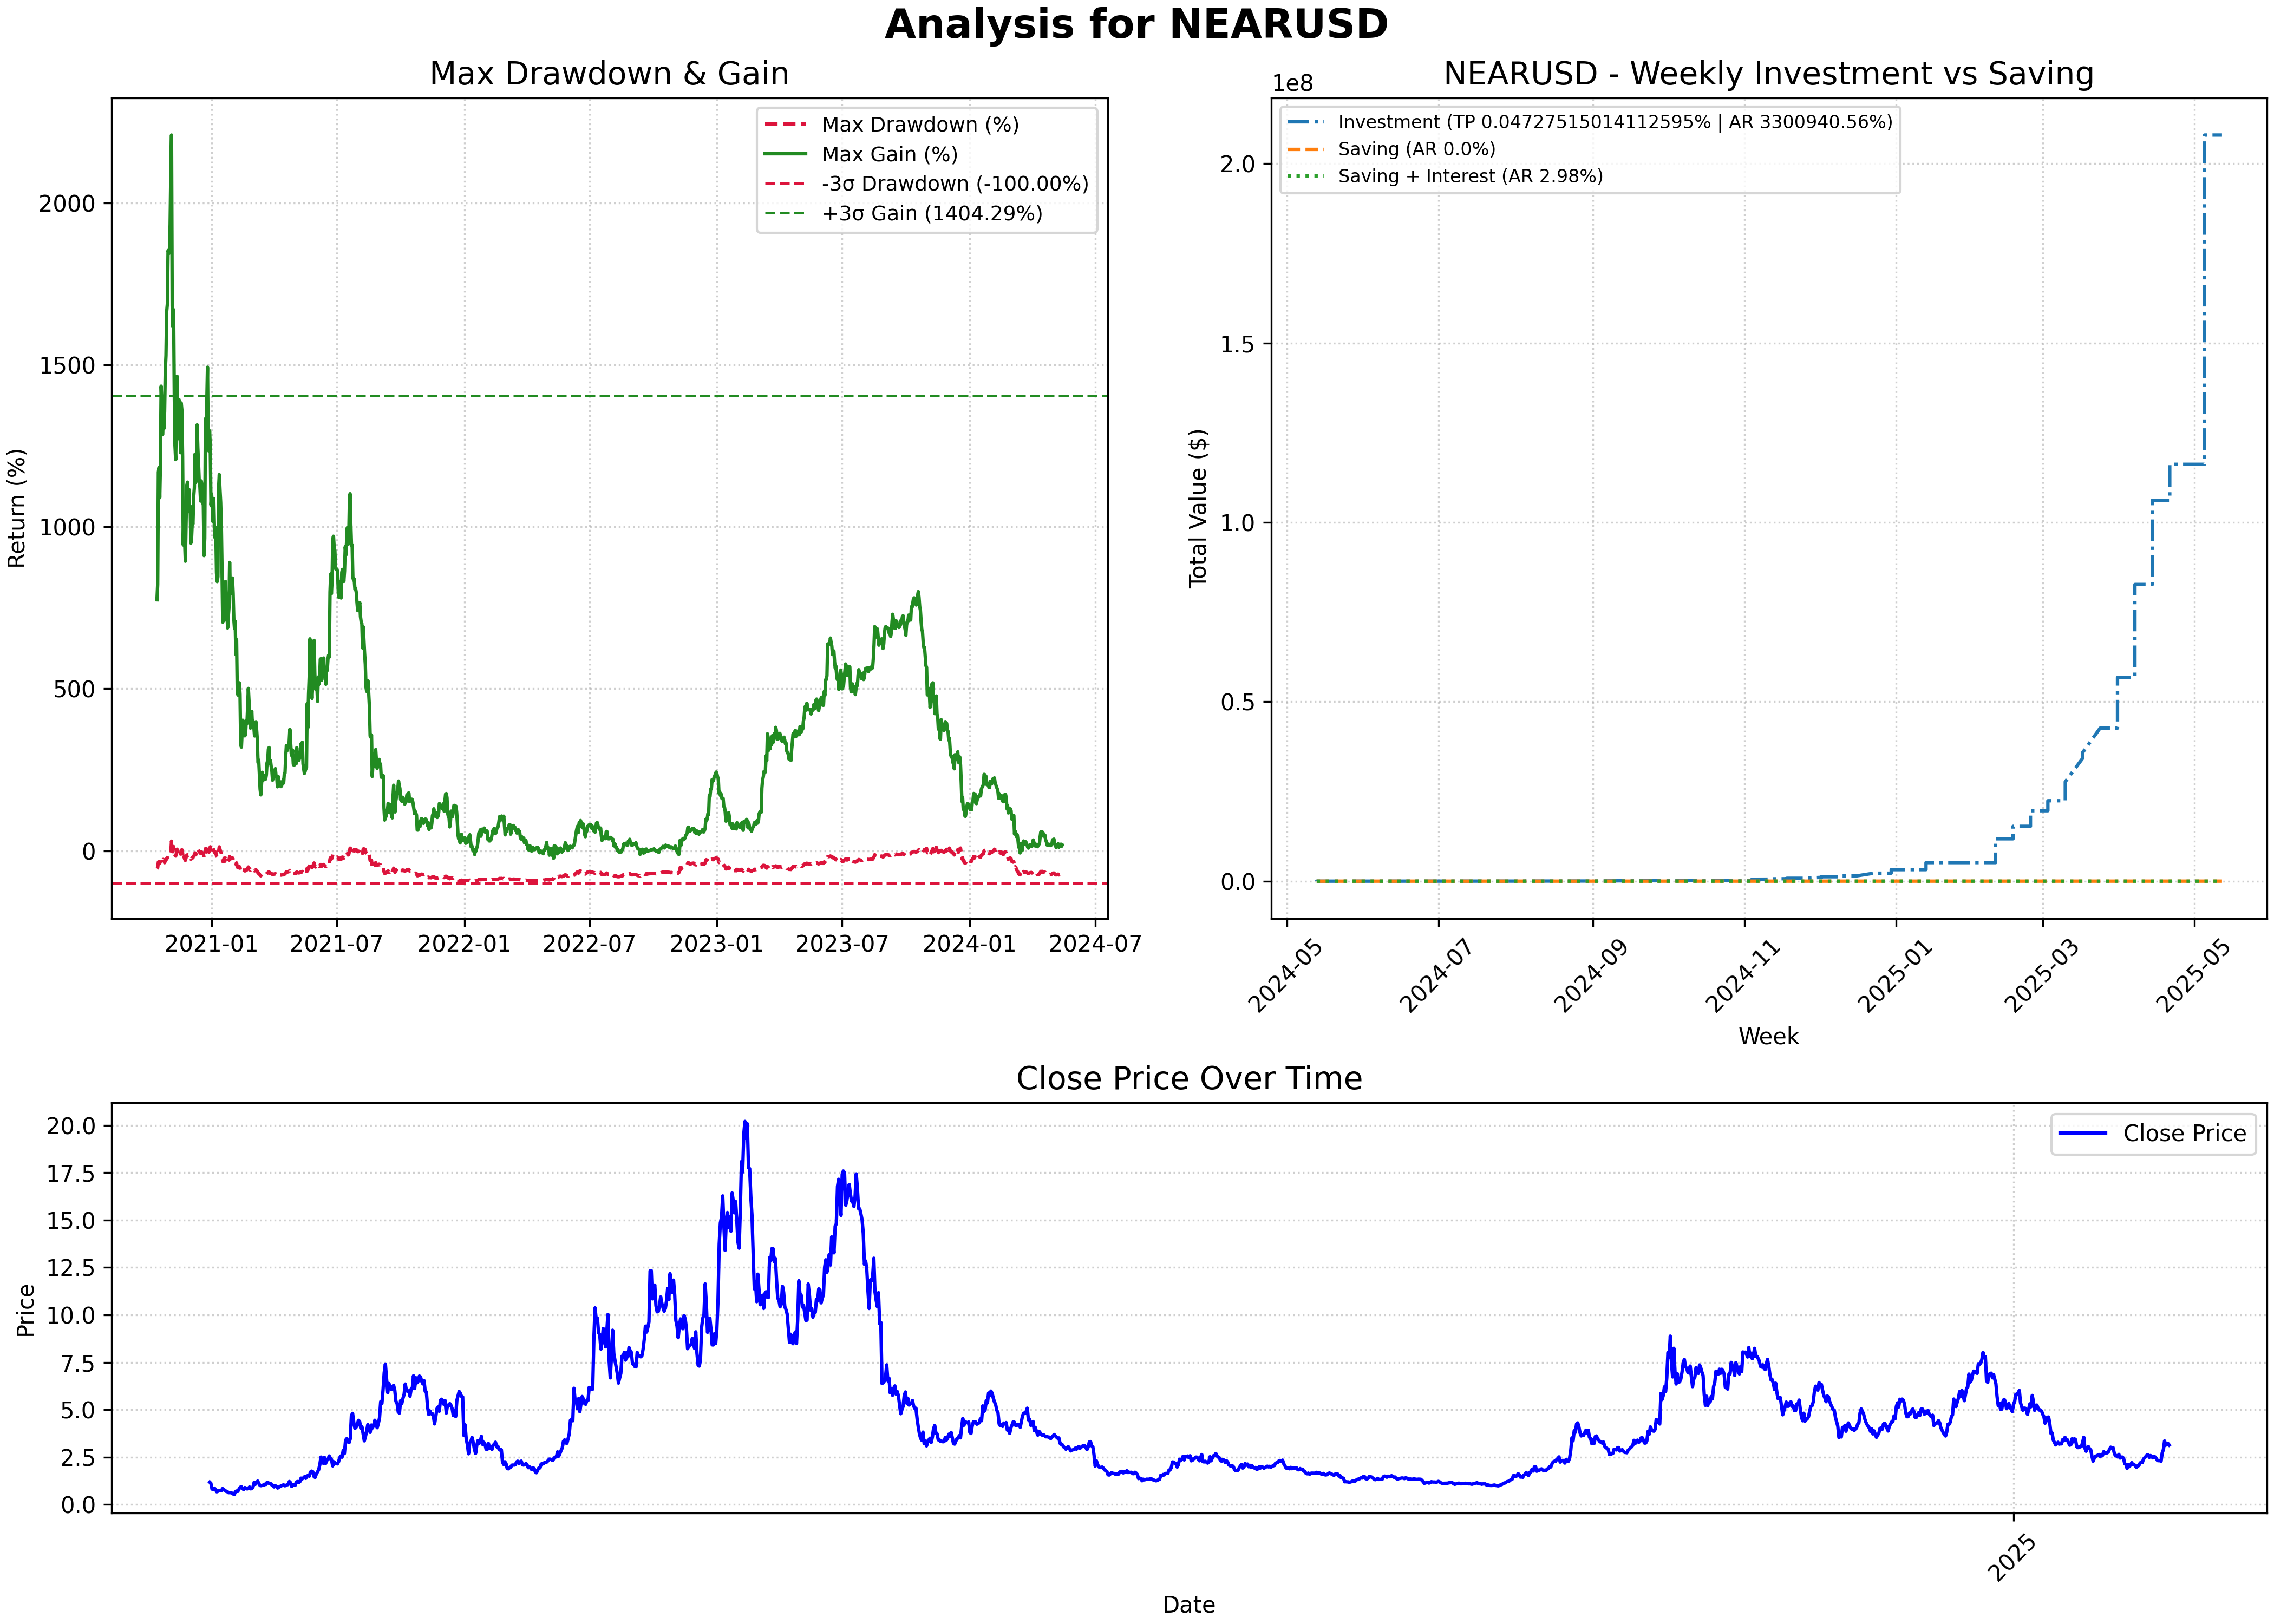 Analysis for NEARUSD
Max Drawdown & Gain
Return (%)
2000
1500
1000
500
0
Max Drawdown (%)
Max Gain (%)
-3σ Drawdown (-100.00%)
+3σ Gain (1404.29%)
2021-01
2021-07
2022-01
2022-07
2023-01
2023-07
2024-01
2024-07
NEARUSD - Weekly Investment vs Saving
1e8
Total Value ($)
2.0
1.5
1.0
0.5
0.0
Investment (TP 0.04727515014112595% | AR 3300940.56%)
Saving (AR 0.0%)
Saving + Interest (AR 2.98%)
2024-05
2024-07
2024-09
2024-11
2025-01
2025-03
2025-05
Week
Close Price Over Time
Price
20.0
17.5
15.0
12.5
10.0
7.5
5.0
2.5
0.0
Close Price
2025
Date